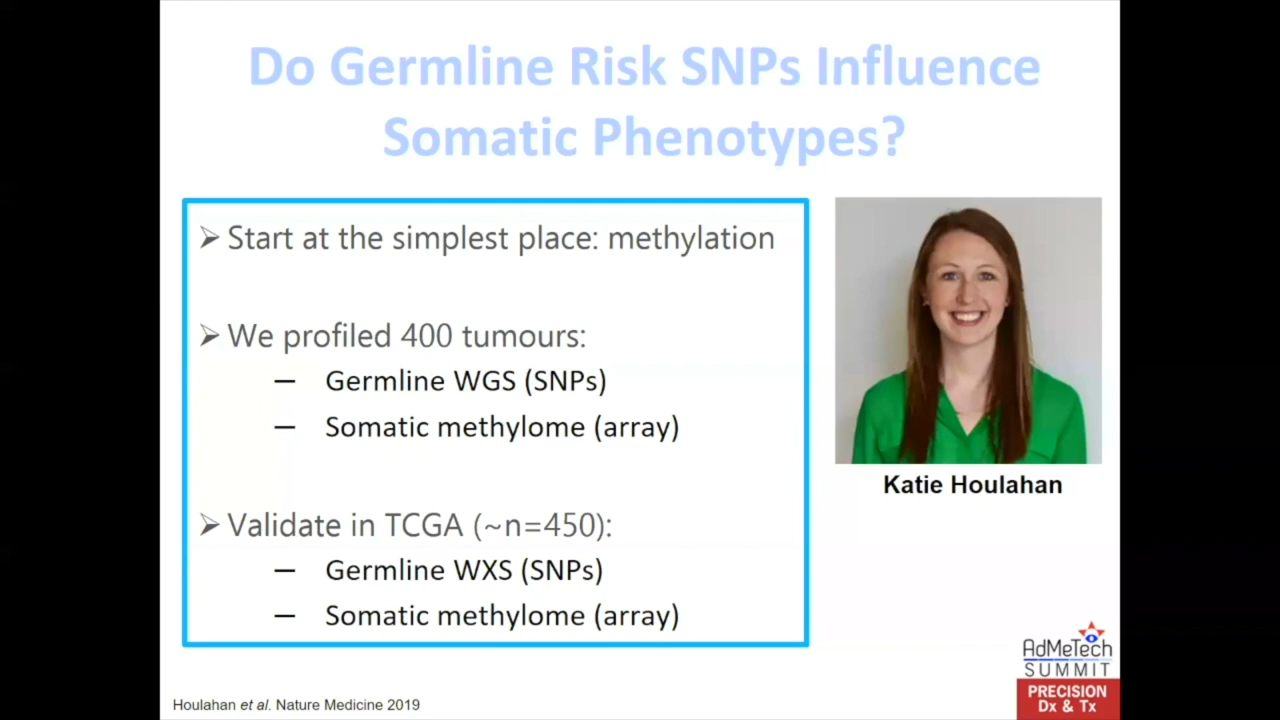 Do Germline Risk SNPs Influence
Somatic Phenotypes?
➢ Start at the simplest place: methylation
➢ We profiled 400 tumours:
– Germline WGS (SNPs)
– Somatic methylome (array)
➢ Validate in TCGA (~n=450):
– Germline WXS (SNPs)
– Somatic methylome (array)
Katie Houlahan
Houlahan et al. Nature Medicine 2019
AdMeTech
SUMMIT
PRECISION
Dx & Tx